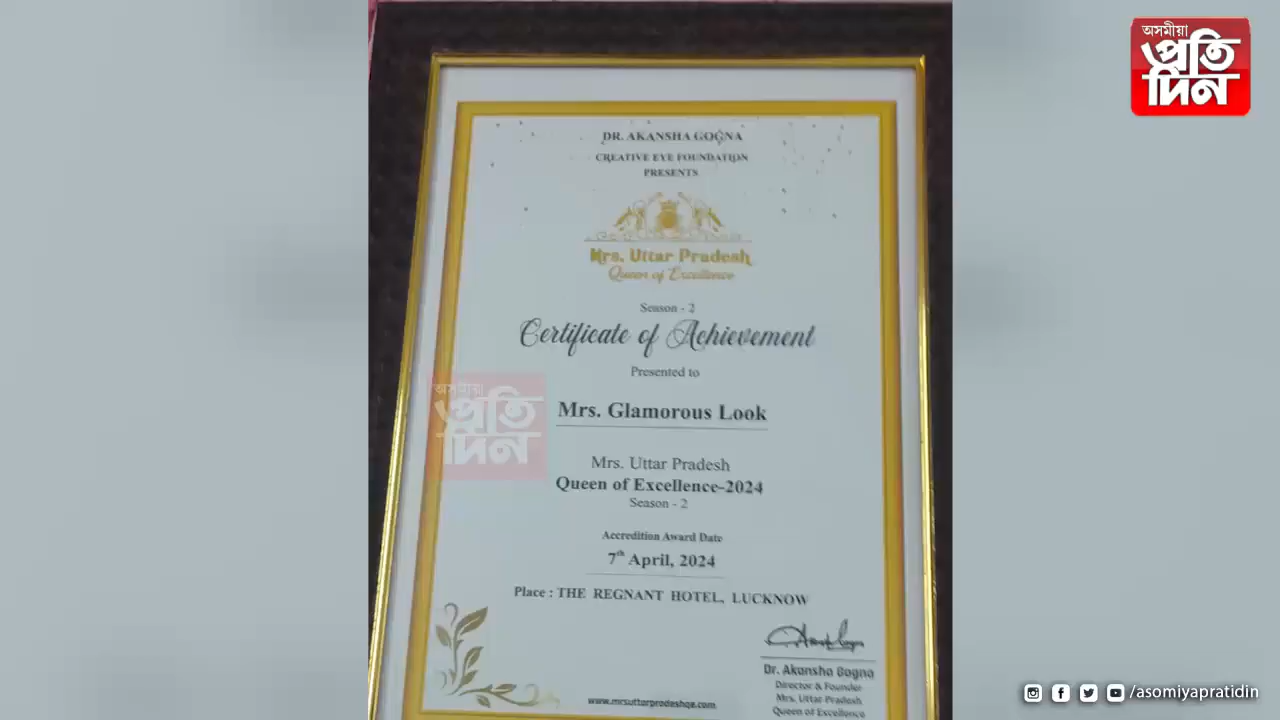 অসমীয়া
প্ৰতি
দিন
DR. AKANSHA GOGNA
CREATIVE EYE FOUNDATION
PRESENTS
Mrs. Uttar Pradesh
Queen of Excellence
Season - 2
Certificate of Achievement
Presented to
অসমীয়া
প্ৰতি
দিন
Mrs. Glamorous Look
Mrs. Uttar Pradesh
Queen of Excellence-2024
Season - 2
Accredition Award Date
7th April, 2024
Place : THE REGNANT HOTEL, LUCKNOW
Dr. Akansha Gogna
Director & Founder
Mrs. Uttar Pradesh
Queen of Excellence
www.mrsuttarpradeshqe.com
/asomiyapratidin